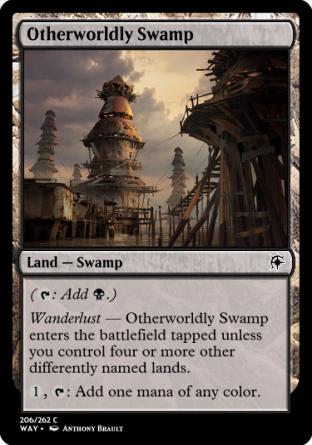 Otherworldly Swamp
Land — Swamp
(T: Add B.)
Wanderlust — Otherworldly Swamp
enters the battlefield tapped unless
you control four or more other
differently named lands.
1 , T: Add one mana of any color.
206/262 C
WAY • Anthony Brault